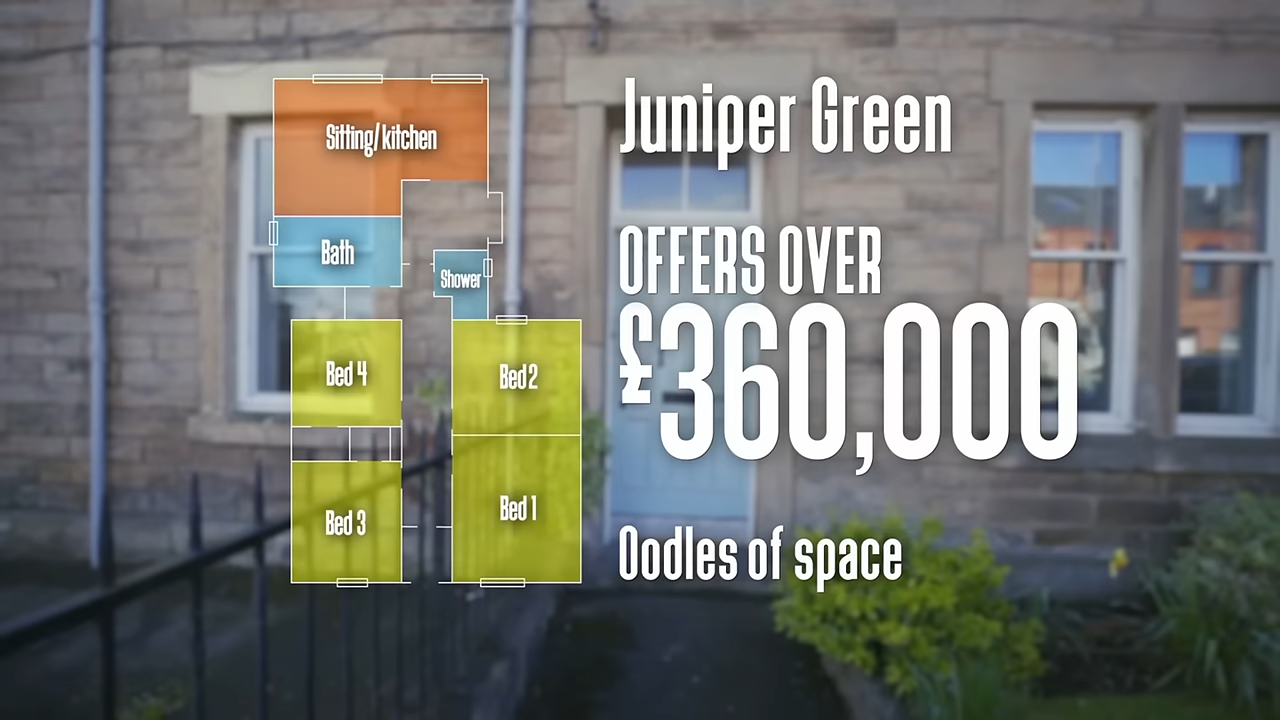 Sitting/kitchen
Bath
Shower
Bed 4
Bed 2
Bed 3
Bed 1
Juniper Green
OFFERS OVER
£360,000
Oodles of space